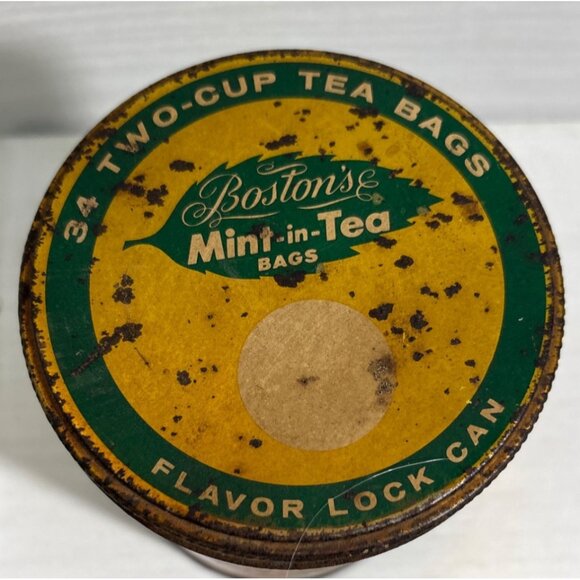 34 TWO-CUP TEA BAGS
Boston's
Mint-in-Tea
BAGS
FLAVOR LOCK CAN